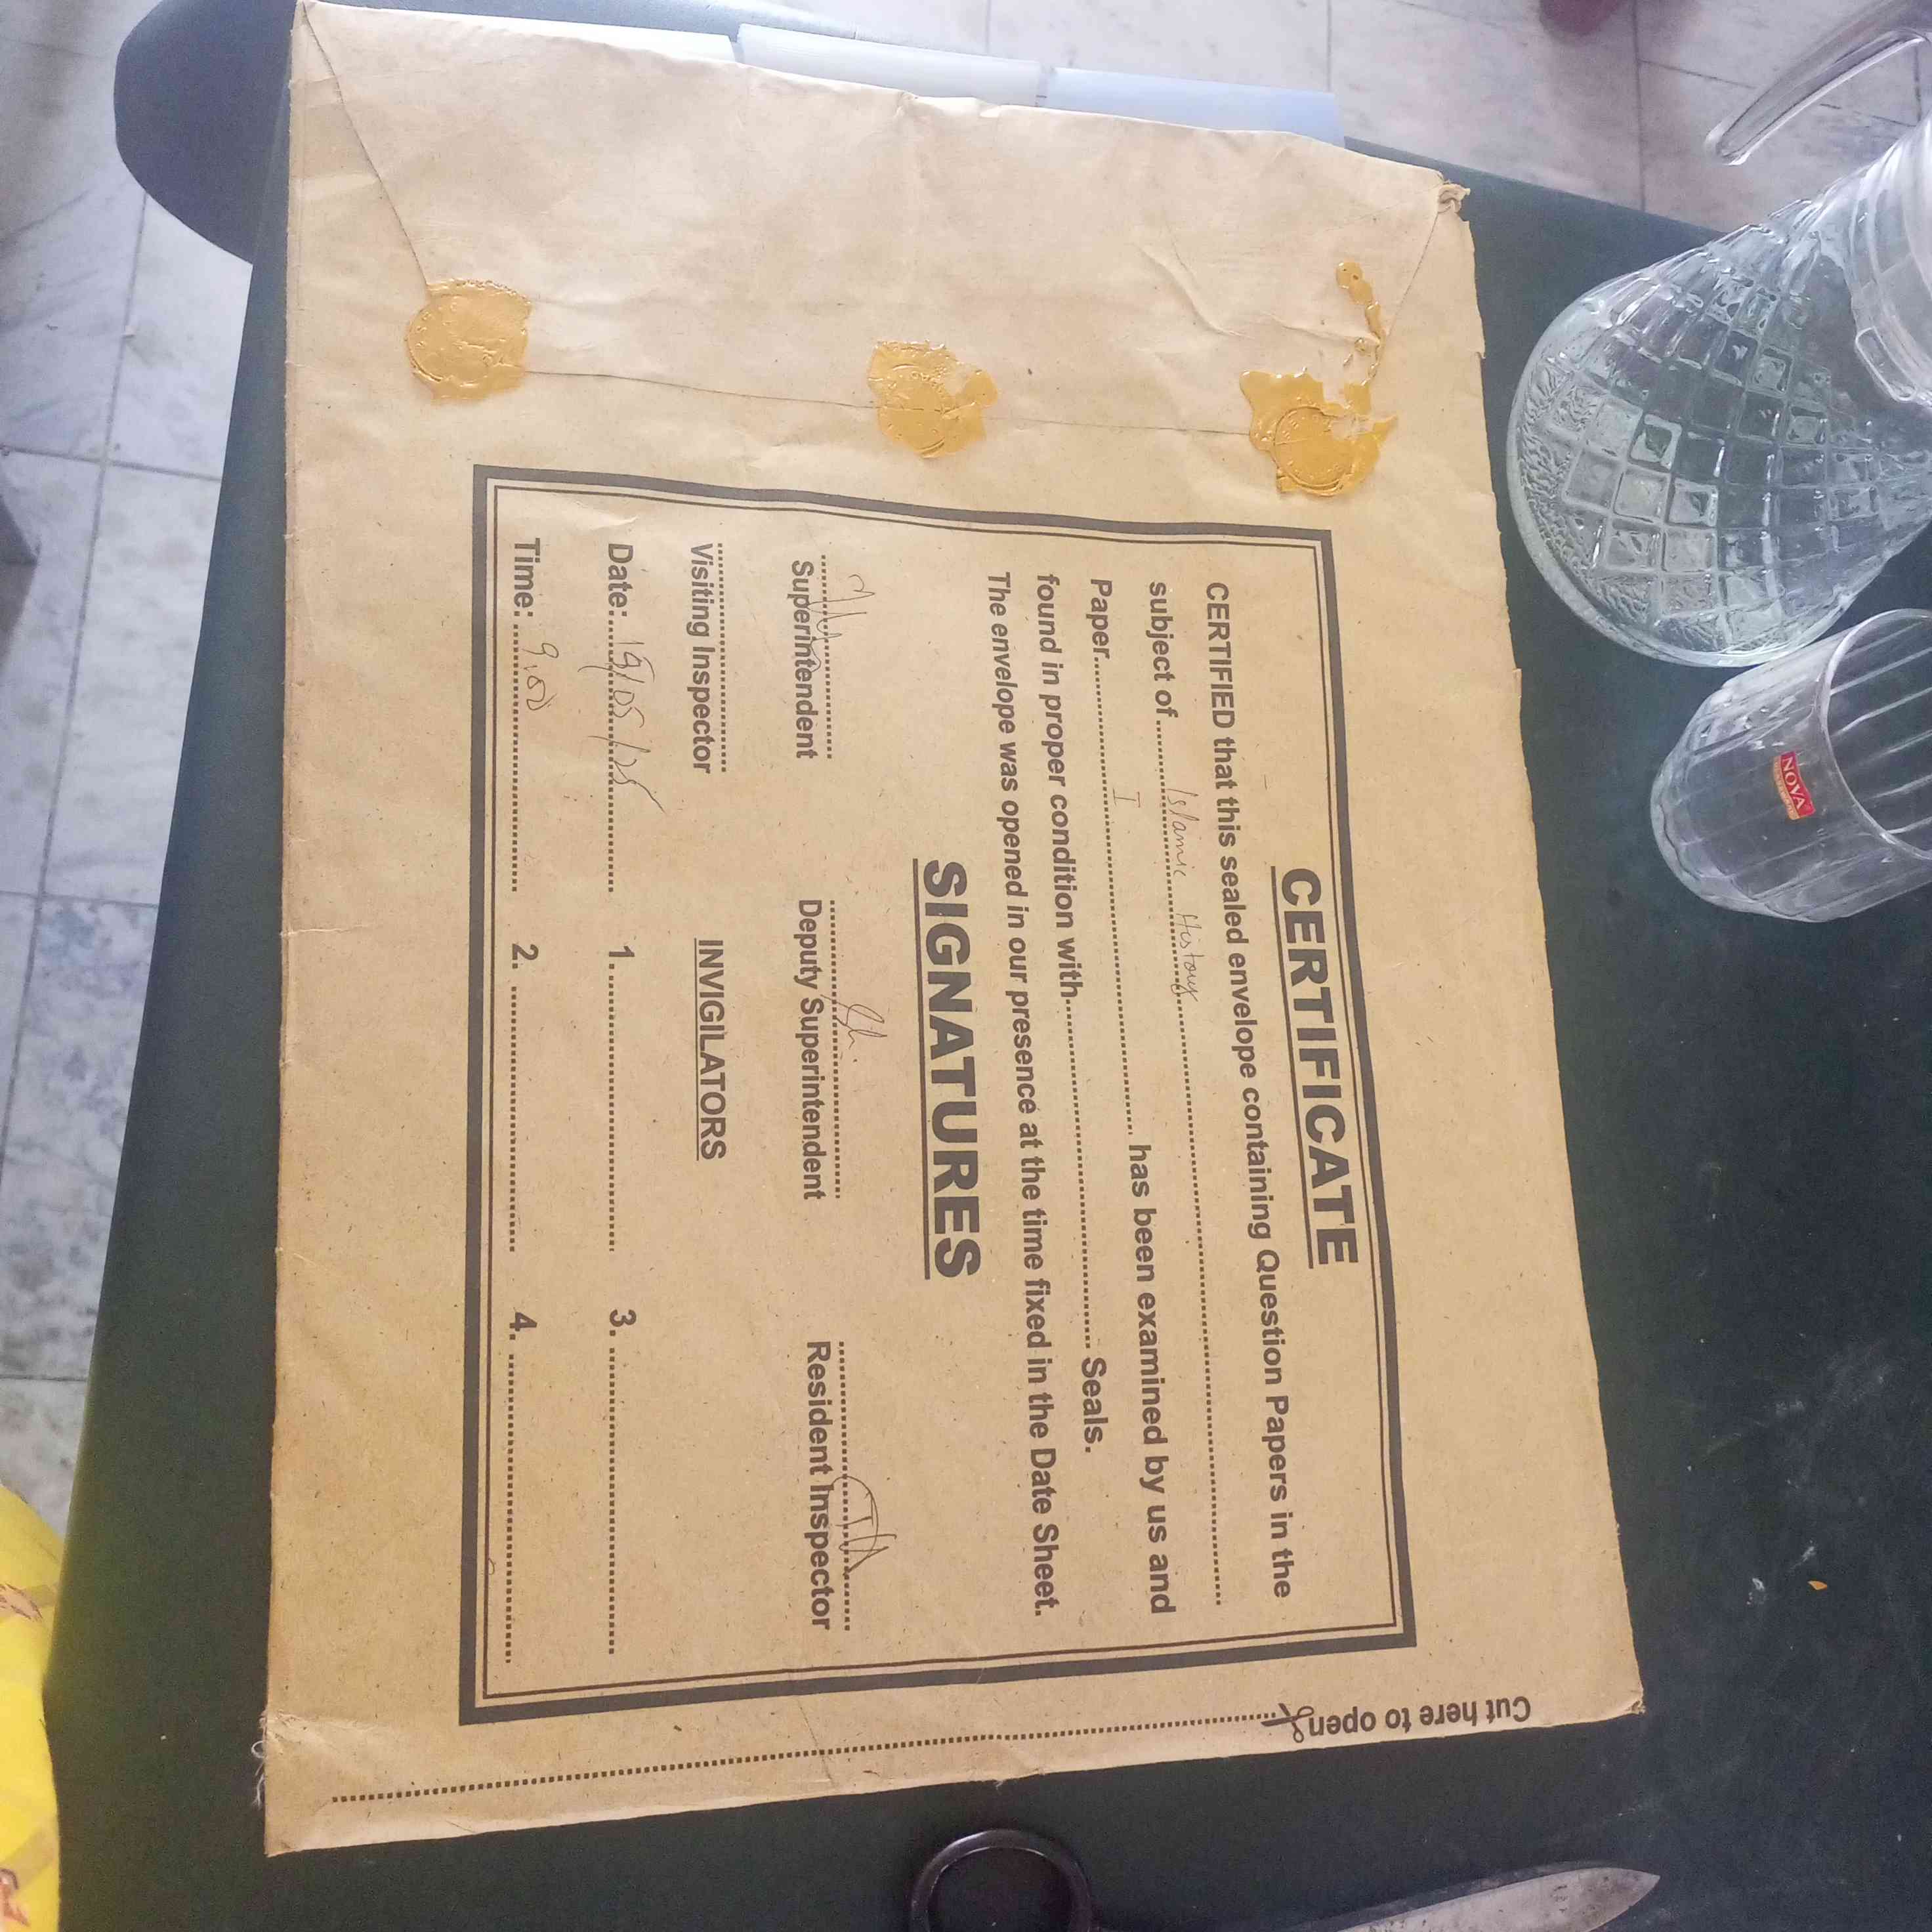 CERTIFICATE
CERTIFIED that this sealed envelope containing Question Papers in the
subject of Islamic History
Paper I has been examined by us and
found in proper condition with Seals.
The envelope was opened in our presence at the time fixed in the Date Sheet.
SIGNATURES
Superintendent Deputy Superintendent Resident Inspector
Visiting Inspector INVIGILATORS
Date: 19/05/25 1. 3.
Time: 9.00 2. 4.
Cut here to open
NOVA